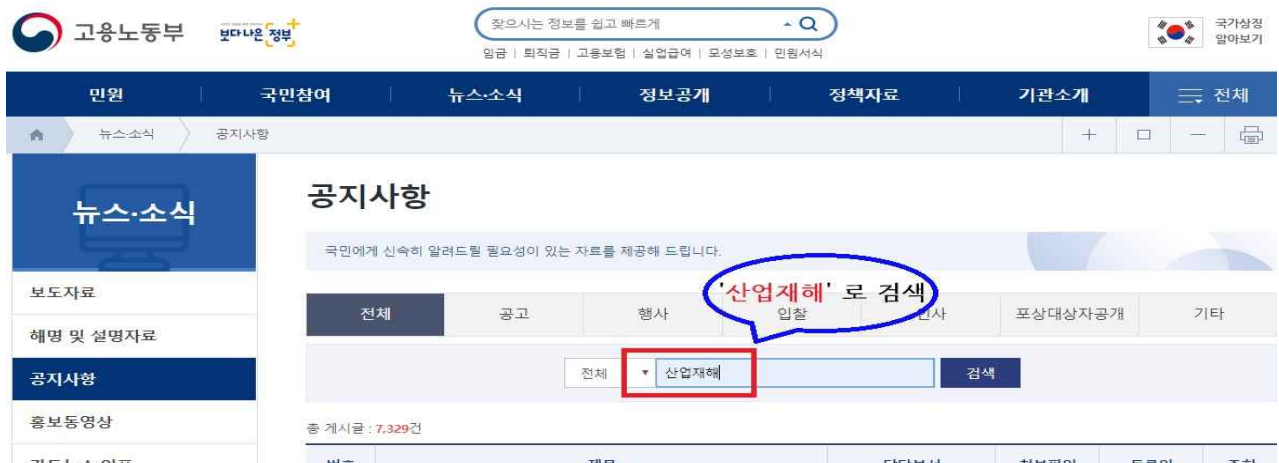 고용노동부 보다나은 정부
찾으시는 정보를 쉽고 빠르게
임금 | 퇴직금 | 고용보험 | 실업급여 | 모성보호 | 민원서식
국가상징
알아보기
민원 국민참여 뉴스·소식 정보공개 정책자료 기관소개 전체
뉴스·소식 공지사항
뉴스·소식
공지사항
국민에게 신속히 알려드릴 필요성이 있는 자료를 제공해 드립니다.
보도자료
해명 및 설명자료
공지사항
홍보동영상
'산업재해' 로 검색
전체 공고 행사 입찰 포상대상자공개 기타
전체 산업재해 검색
총 게시글 : 7,329건